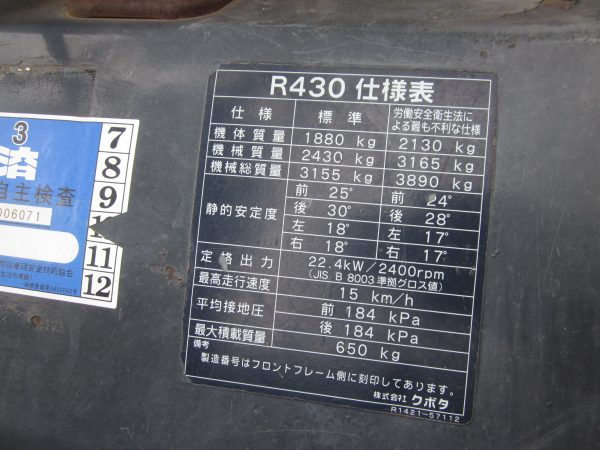 R430 仕様表
仕様 標準 労働安全衛生法による最も不利な仕様
機体質量 1880 kg 2130 kg
機械質量 2430 kg 3165 kg
機械総質量 3155 kg 3890 kg
静的安定度
前 25° 前 24°
後 30° 後 28°
左 18° 左 17°
右 18° 右 17°
定格出力 22.4kW/2400rpm
(JIS B 8003準拠グロス値)
最高走行速度 15 km/h
平均接地圧 前 184 kPa
後 184 kPa
最大積載質量 650 kg
備考
製造番号はフロントフレーム側に刻印してあります。
株式会社 クボタ
R1421-57112
3
済
自主検査
006071
7
8
9
11
12